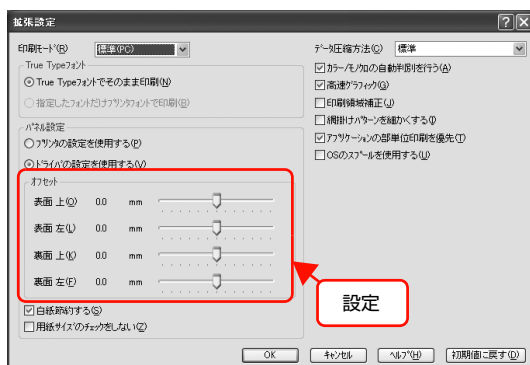 拡張設定
印刷モード(R) 標準(PC)
True Typeフォント
True Typeフォントでそのまま印刷(N)
指定したフォントだけプリンタフォントで印刷(B)
パネル設定
プリンタの設定を使用する(P)
ドライバの設定を使用する(V)
オフセット
表面 上(O) 0.0 mm
表面 左(L) 0.0 mm
裏面 上(K) 0.0 mm
裏面 左(F) 0.0 mm
白紙節約する(S)
用紙サイズのチェックをしない(Z)
データ圧縮方法(C) 標準
カラー/モノクロの自動判別を行う(A)
高速グラフィック(G)
印刷領域補正(J)
網掛けパターンを細かくする(I)
アプリケーションの部単位印刷を優先(T)
OSのスプールを使用する(U)
設定
OK キャンセル ヘルプ(H) 初期値に戻す(D)